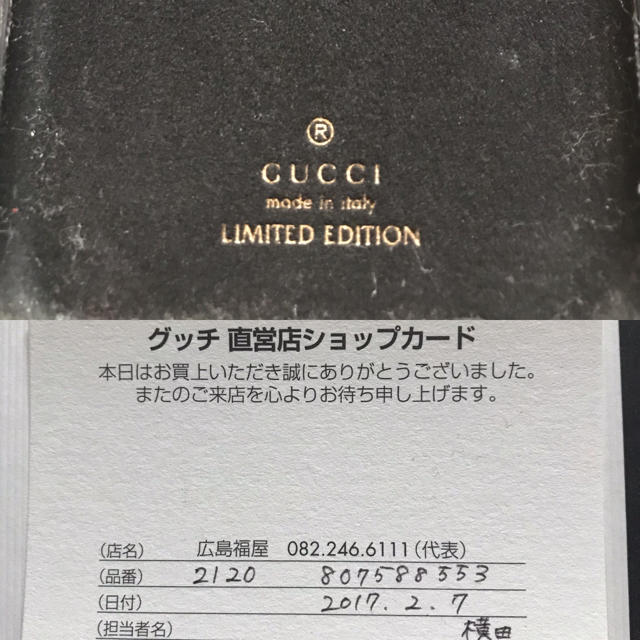 ®
GUCCI
made in italy
LIMITED EDITION
グッチ 直営店ショップカード
本日はお買上いただき誠にありがとうございました。
またのご来店を心よりお待ち申し上げます。
(店名) 広島福屋 082.246.6111(代表)
(品番) 2120 807588553
(日付) 2017. 2. 7
(担当者名) 横田